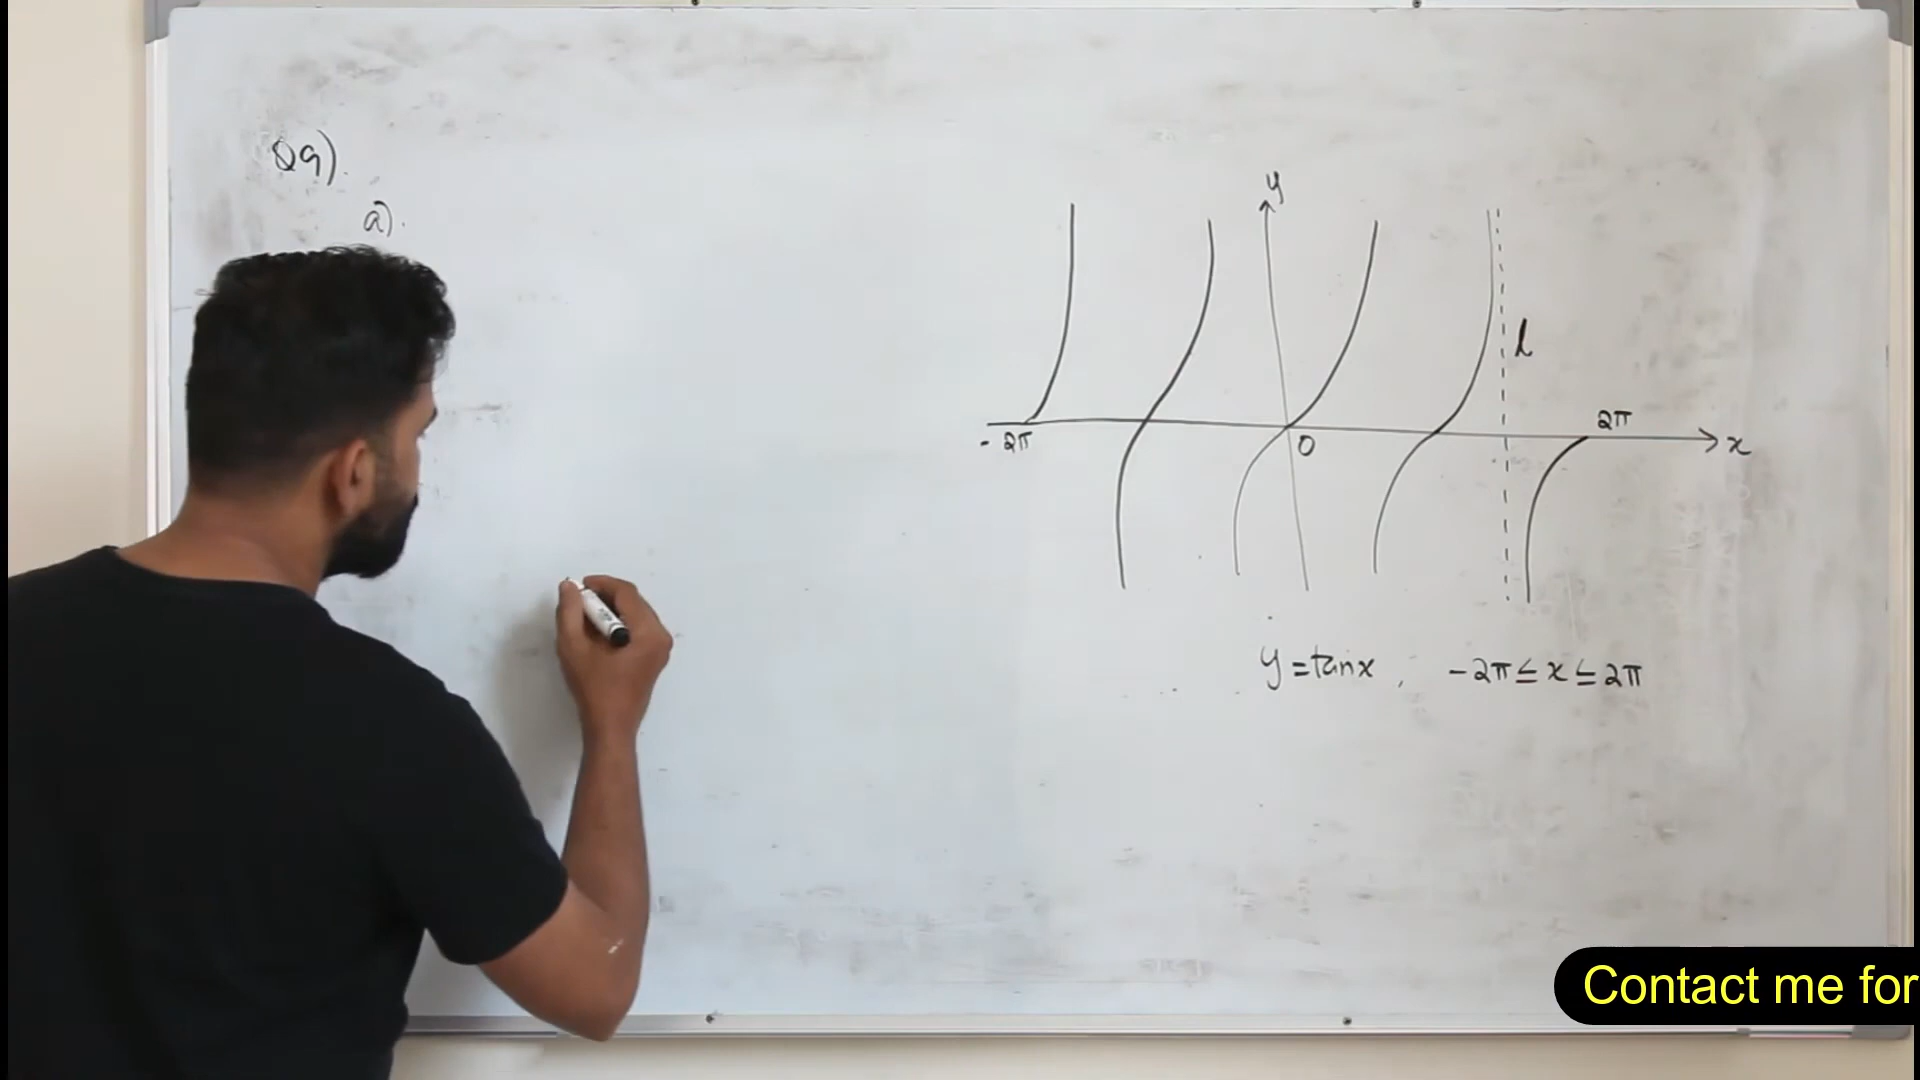 Q9).
a).
y
l
2π
- 2π
0
x
y = tanx , -2π ≤ x ≤ 2π
Contact me for